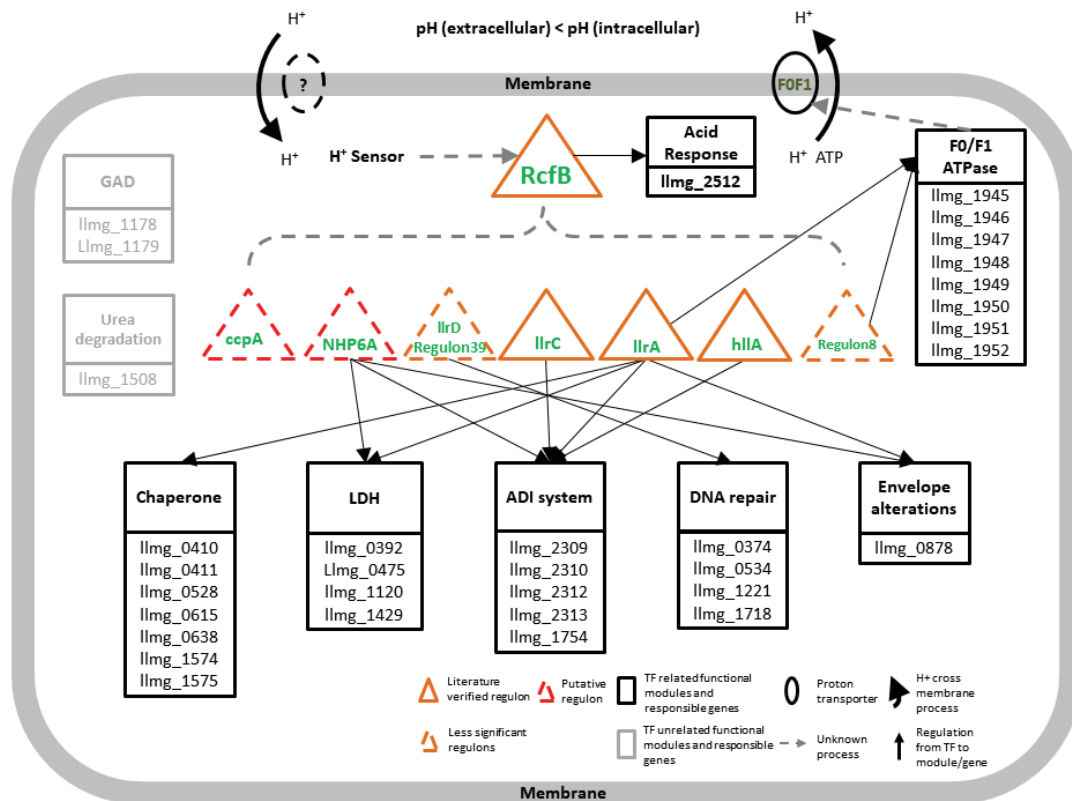 H+
H+
pH (extracellular) < pH (intracellular)
Membrane
?
F0F1
H+
H+ Sensor
RcfB
Acid
Response
llmg_2512
H+ ATP
F0/F1
ATPase
llmg_1945
llmg_1946
llmg_1947
llmg_1948
llmg_1949
llmg_1950
llmg_1951
llmg_1952
GAD
llmg_1178
Llmg_1179
Urea
degradation
llmg_1508
ccpA
NHP6A
llrD
Regulon39
llrC
llrA
hllA
Regulon8
Chaperone
llmg_0410
llmg_0411
llmg_0528
llmg_0615
llmg_0638
llmg_1574
llmg_1575
LDH
llmg_0392
Llmg_0475
llmg_1120
llmg_1429
ADI system
llmg_2309
llmg_2310
llmg_2312
llmg_2313
llmg_1754
DNA repair
llmg_0374
llmg_0534
llmg_1221
llmg_1718
Envelope
alterations
llmg_0878
Literature
verified regulon
Putative
regulon
TF related functional
modules and
responsible genes
Proton
transporter
H+ cross
membrane
process
Less significant
regulons
TF unrelated functional
modules and responsible
genes
Unknown
process
Regulation
from TF to
module/gene
Membrane